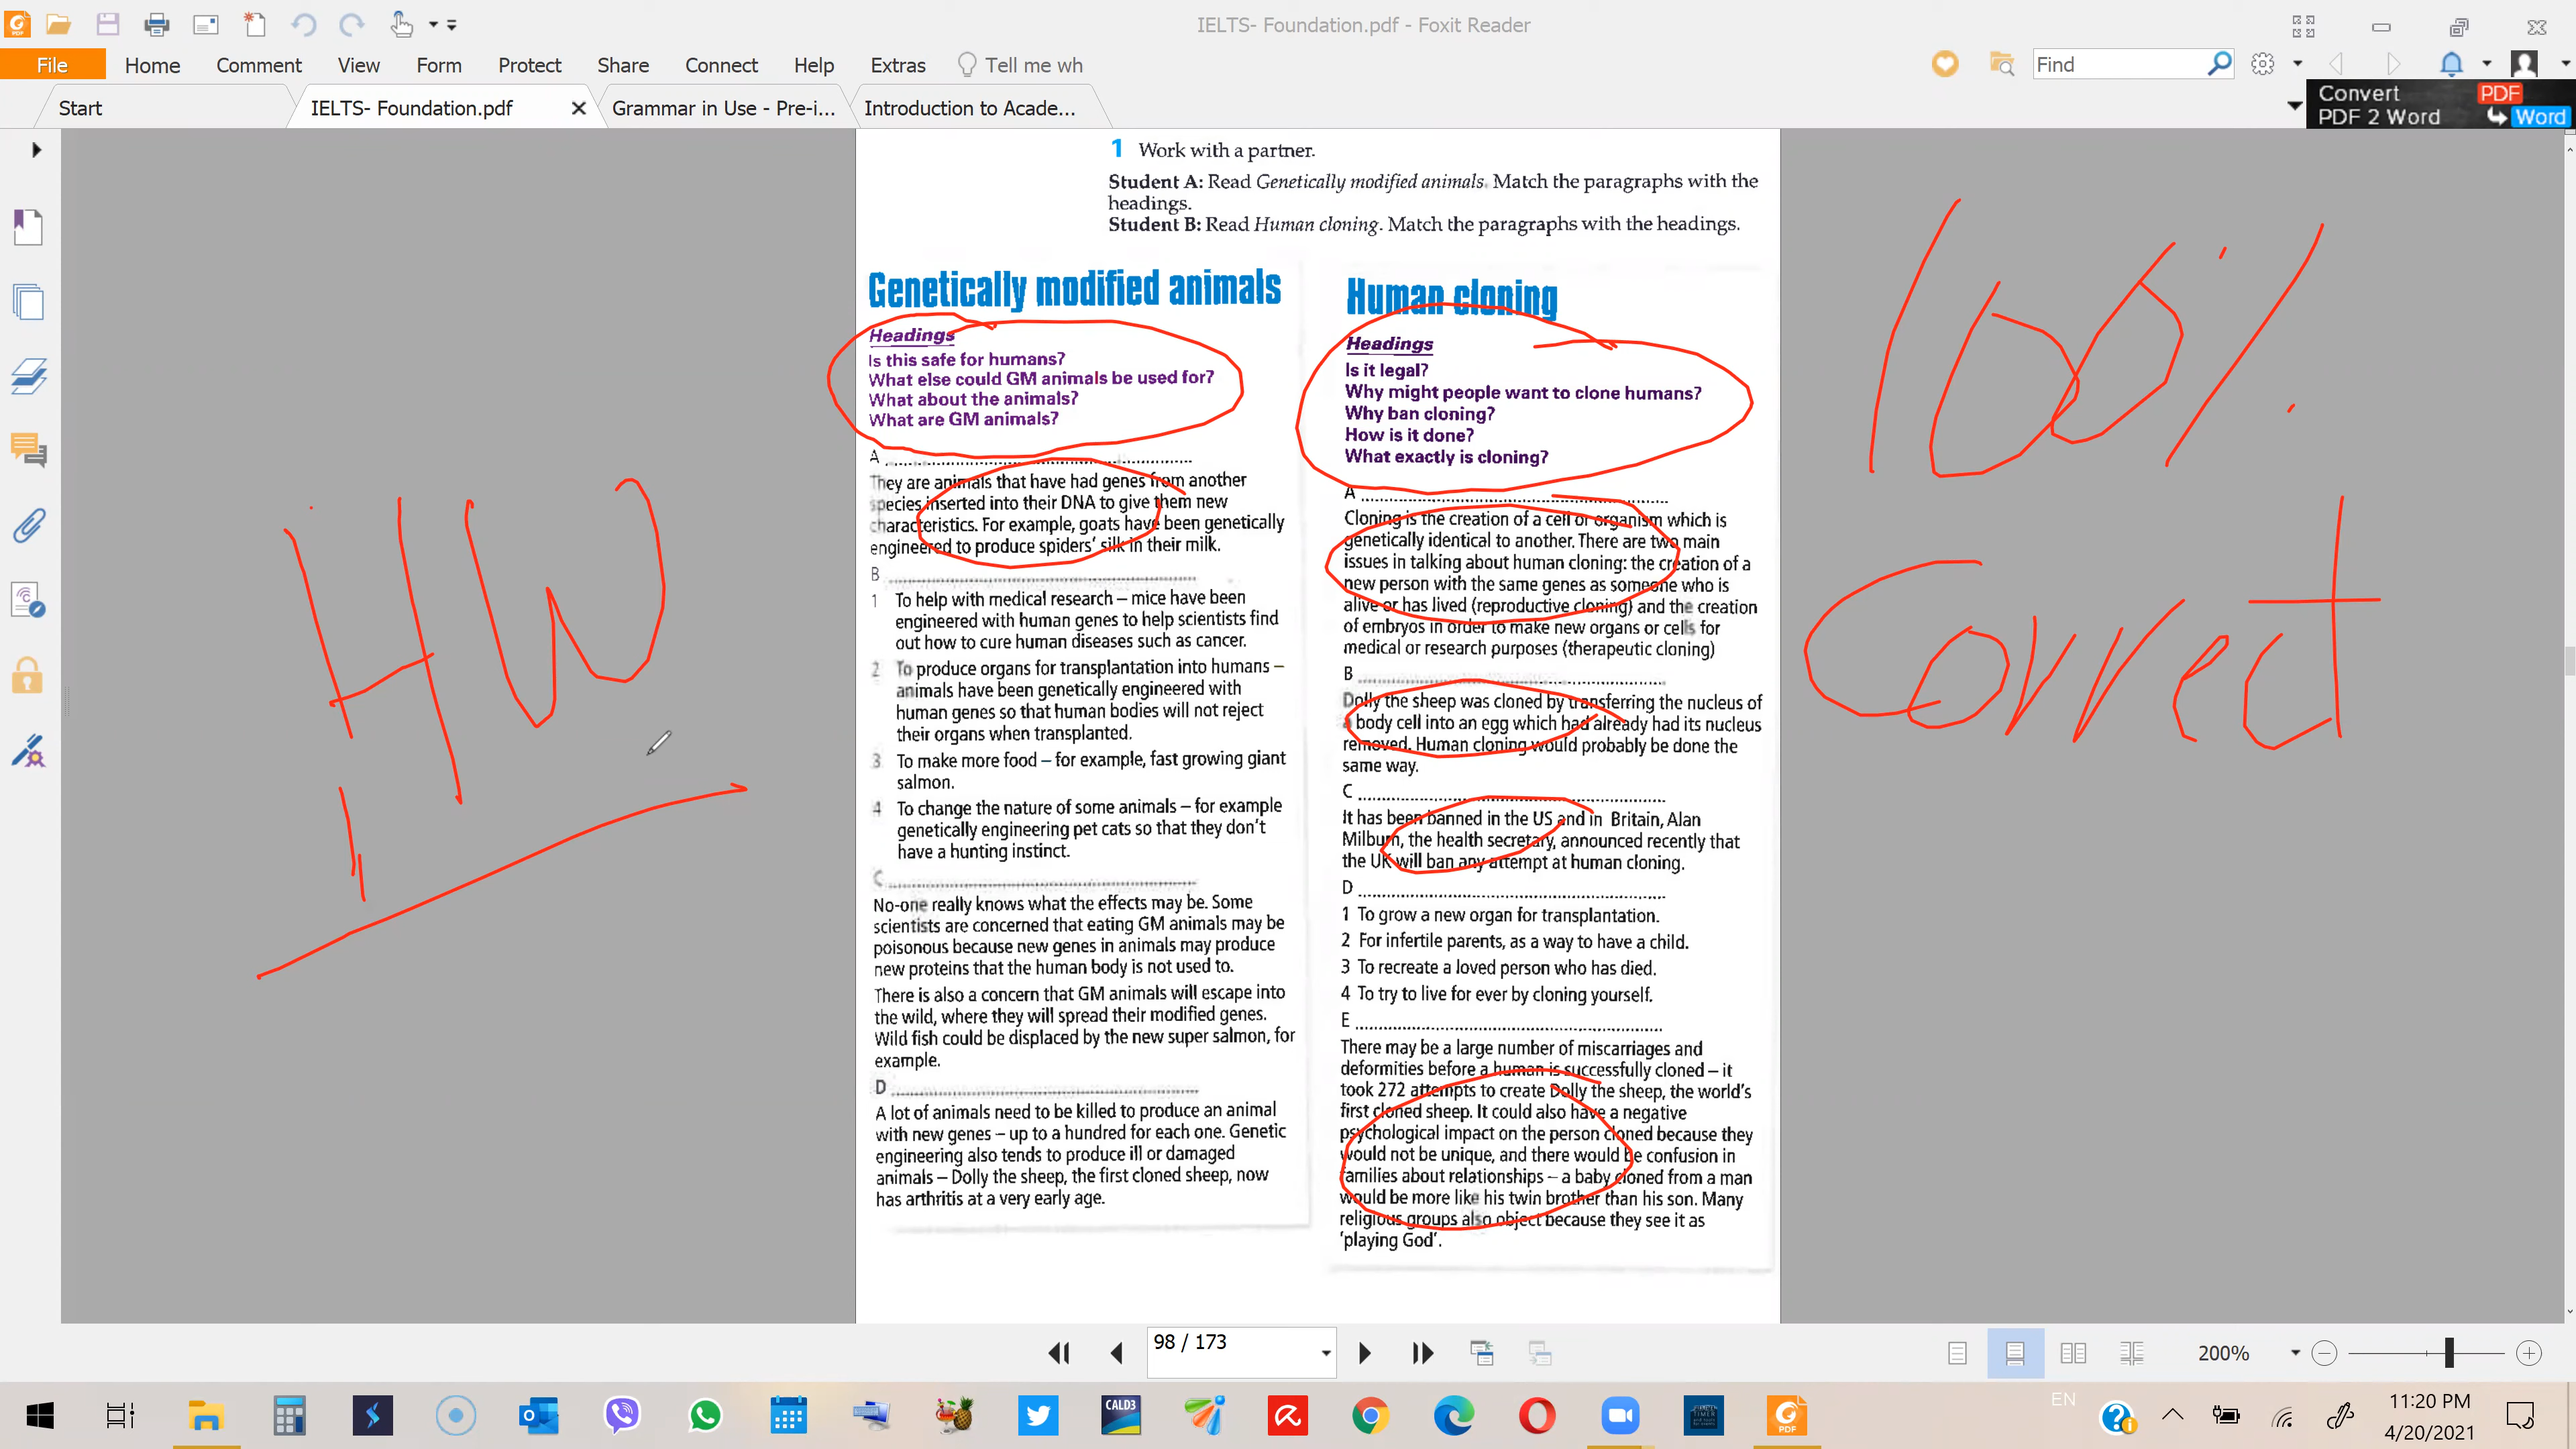 IELTS- Foundation.pdf - Foxit Reader
File Home Comment View Form Protect Share Connect Help Extras Tell me wh
Find
Start
IELTS- Foundation.pdf
Grammar in Use - Pre-i...
Introduction to Acade...
Convert PDF
PDF 2 Word Word
1 Work with a partner.
Student A: Read Genetically modified animals. Match the paragraphs with the
headings.
Student B: Read Human cloning. Match the paragraphs with the headings.
Genetically modified animals
Headings
Is this safe for humans?
What else could GM animals be used for?
What about the animals?
What are GM animals?
A
They are animals that have had genes from another
species inserted into their DNA to give them new
characteristics. For example, goats have been genetically
engineered to produce spiders' silk in their milk.
B
1 To help with medical research – mice have been
engineered with human genes to help scientists find
out how to cure human diseases such as cancer.
2 To produce organs for transplantation into humans –
animals have been genetically engineered with
human genes so that human bodies will not reject
their organs when transplanted.
3 To make more food – for example, fast growing giant
salmon.
4 To change the nature of some animals – for example
genetically engineering pet cats so that they don't
have a hunting instinct.
C
No-one really knows what the effects may be. Some
scientists are concerned that eating GM animals may be
poisonous because new genes in animals may produce
new proteins that the human body is not used to.
There is also a concern that GM animals will escape into
the wild, where they will spread their modified genes.
Wild fish could be displaced by the new super salmon, for
example.
D
A lot of animals need to be killed to produce an animal
with new genes – up to a hundred for each one. Genetic
engineering also tends to produce ill or damaged
animals – Dolly the sheep, the first cloned sheep, now
has arthritis at a very early age.
Human cloning
Headings
Is it legal?
Why might people want to clone humans?
Why ban cloning?
How is it done?
What exactly is cloning?
A
Cloning is the creation of a cell or organism which is
genetically identical to another. There are two main
issues in talking about human cloning: the creation of a
new person with the same genes as someone who is
alive or has lived (reproductive cloning) and the creation
of embryos in order to make new organs or cells for
medical or research purposes (therapeutic cloning)
B
Dolly the sheep was cloned by transferring the nucleus of
a body cell into an egg which had already had its nucleus
removed. Human cloning would probably be done the
same way.
C
It has been banned in the US and in Britain, Alan
Milburn, the health secretary, announced recently that
the UK will ban any attempt at human cloning.
D
1 To grow a new organ for transplantation.
2 For infertile parents, as a way to have a child.
3 To recreate a loved person who has died.
4 To try to live for ever by cloning yourself.
E
There may be a large number of miscarriages and
deformities before a human is successfully cloned – it
took 272 attempts to create Dolly the sheep, the world's
first cloned sheep. It could also have a negative
psychological impact on the person cloned because they
would not be unique, and there would be confusion in
families about relationships – a baby cloned from a man
would be more like his twin brother than his son. Many
religious groups also object because they see it as
'playing God'.
HW
100%
Correct
98 / 173
200%
CALD3
EN
11:20 PM
4/20/2021